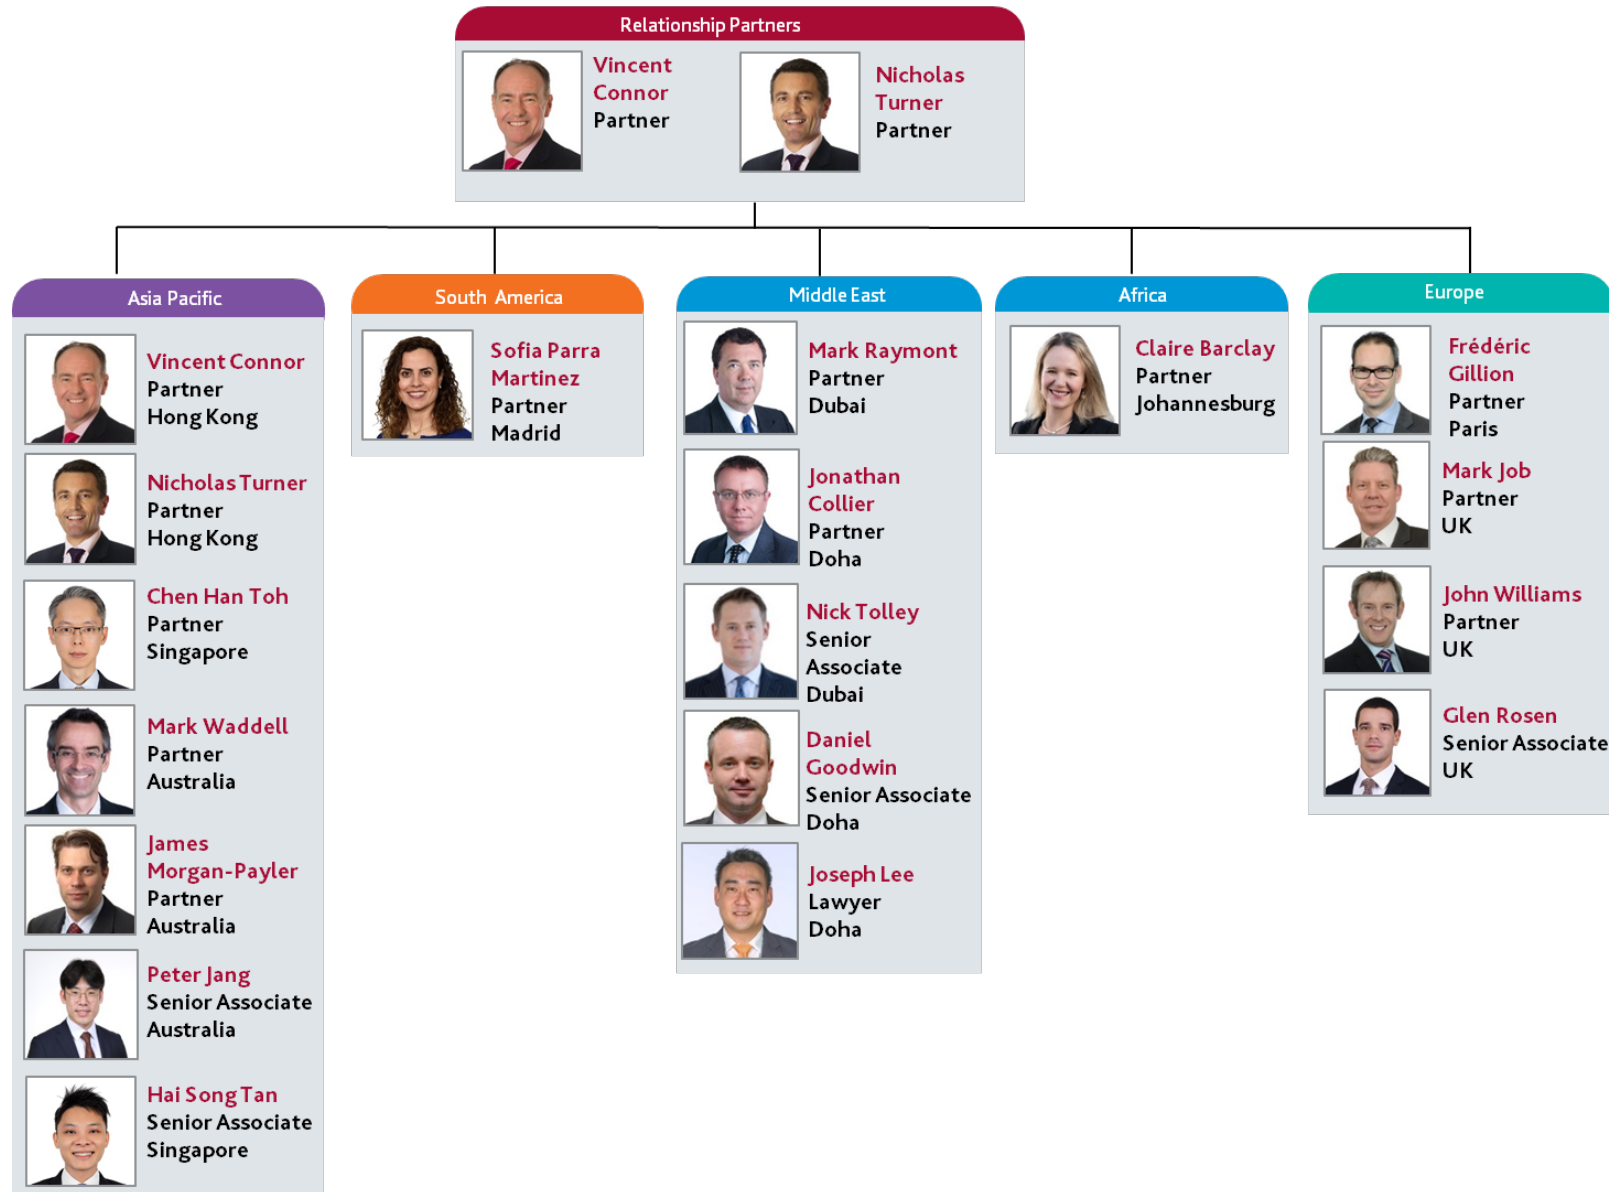 Relationship Partners
Vincent
Connor
Partner
Nicholas
Turner
Partner
Asia Pacific
Vincent Connor
Partner
Hong Kong
Nicholas Turner
Partner
Hong Kong
Chen Han Toh
Partner
Singapore
Mark Waddell
Partner
Australia
James
Morgan-Payler
Partner
Australia
Peter Jang
Senior Associate
Australia
Hai Song Tan
Senior Associate
Singapore
South America
Sofia Parra
Martinez
Partner
Madrid
Middle East
Mark Raymont
Partner
Dubai
Jonathan
Collier
Partner
Doha
Nick Tolley
Senior
Associate
Dubai
Daniel
Goodwin
Senior Associate
Doha
Joseph Lee
Lawyer
Doha
Africa
Claire Barclay
Partner
Johannesburg
Europe
Frédéric
Gillion
Partner
Paris
Mark Job
Partner
UK
John Williams
Partner
UK
Glen Rosen
Senior Associate
UK